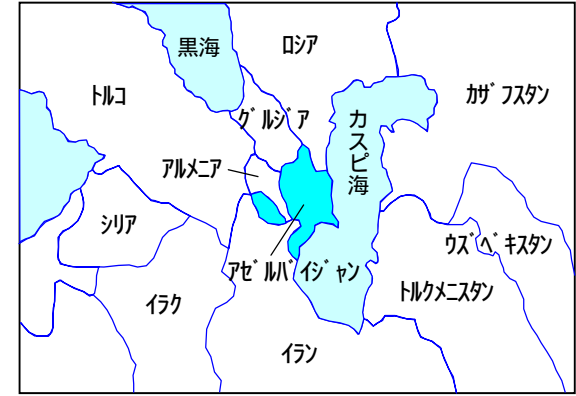 黒海
ロシア
トルコ
カザフスタン
グルジア
カスピ海
アルメニア
シリア
ウズベキスタン
アゼルバイジャン
トルクメニスタン
イラク
イラン